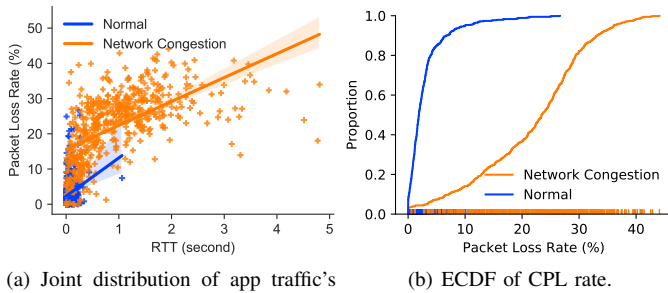 Normal
Network Congestion
Packet Loss Rate (%)
50
40
30
20
10
0
0 1 2 3 4 5
RTT (second)
(a) Joint distribution of app traffic's
Proportion
1.0
0.8
0.6
0.4
0.2
0.0
Network Congestion
Normal
0 10 20 30 40
Packet Loss Rate (%)
(b) ECDF of CPL rate.